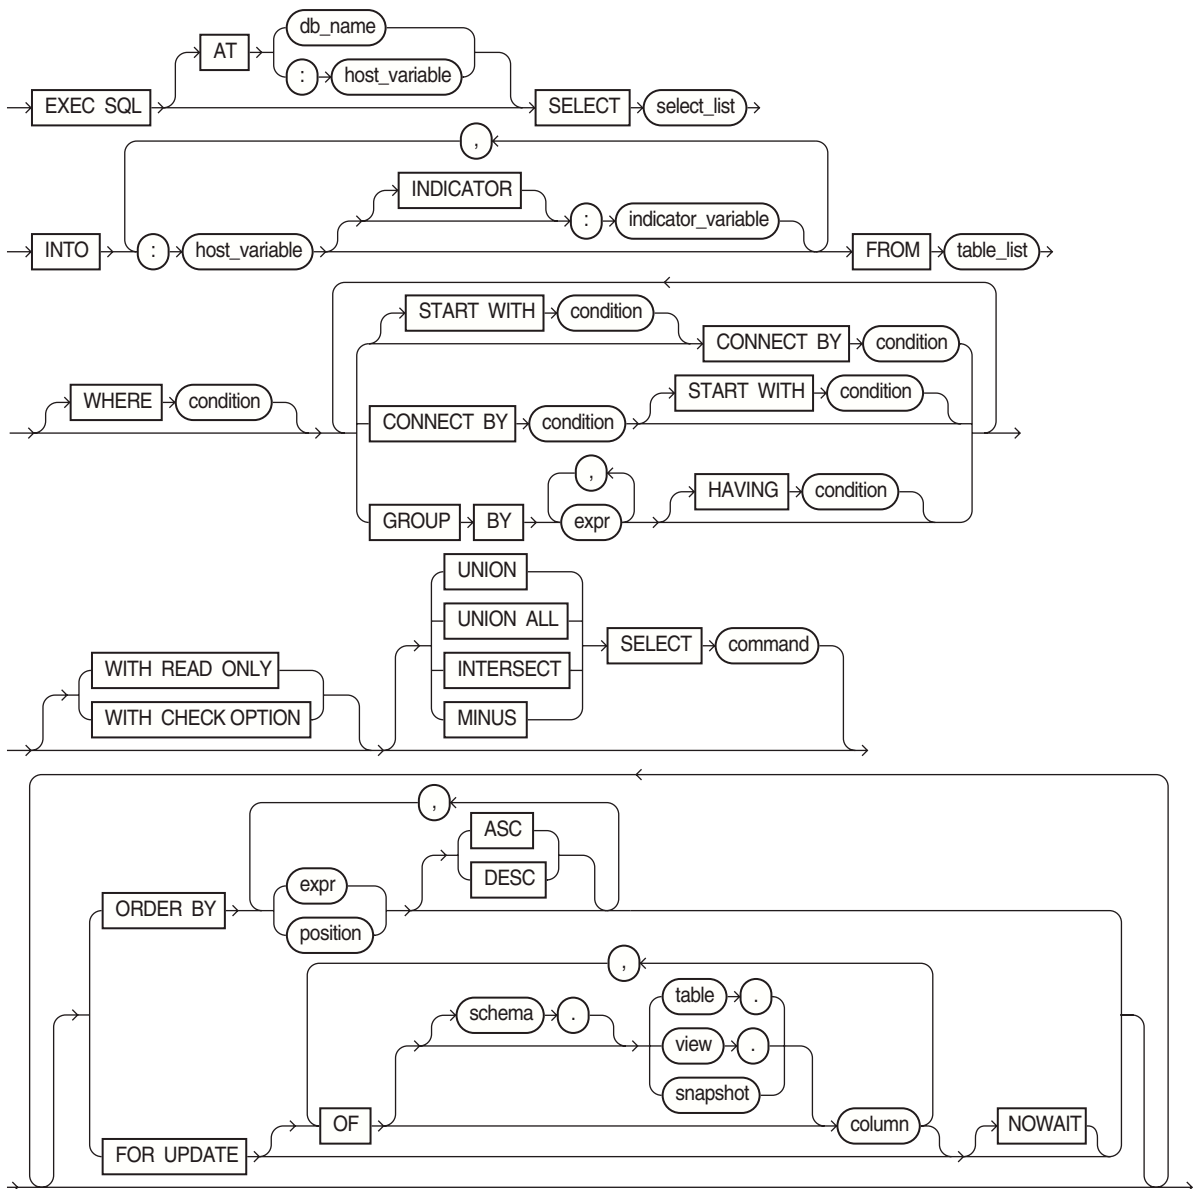 db_name
AT
: host_variable
EXEC SQL SELECT select_list
,
INDICATOR
: indicator_variable
INTO : host_variable FROM table_list
START WITH condition
CONNECT BY condition
WHERE condition START WITH condition
CONNECT BY condition
,
HAVING condition
GROUP BY expr
UNION
UNION ALL
SELECT command
WITH READ ONLY INTERSECT
WITH CHECK OPTION MINUS
,
ASC
DESC
expr
ORDER BY
position
,
table .
schema .
view .
snapshot
OF column NOWAIT
FOR UPDATE